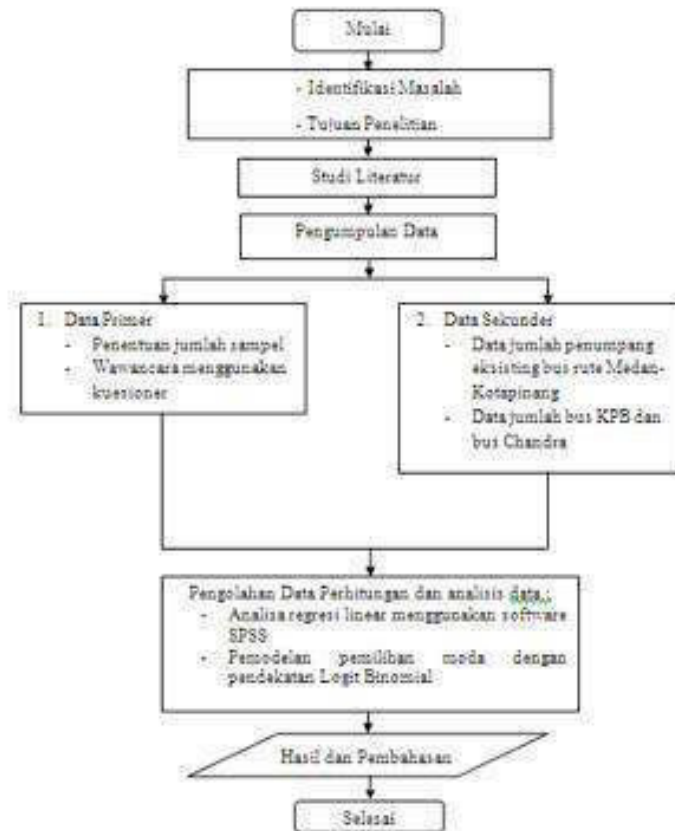 Mulai
- Identifikasi Masalah
- Tujuan Penelitian
Studi Literatur
Pengumpulan Data
1. Data Primer
- Penentuan jumlah sampel
- Wawancara menggunakan
kuesioner
2. Data Sekunder
- Data jumlah penumpang
eksisting bus rute Medan-
Kotapinang
- Data jumlah bus KPB dan
bus Chandra
Pengolahan Data Perhitungan dan analisis data :
- Analisa regresi linear menggunakan software
SPSS
- Pemodelan pemilihan moda dengan
pendekatan Logit Binomial
Hasil dan Pembahasan
Selesai